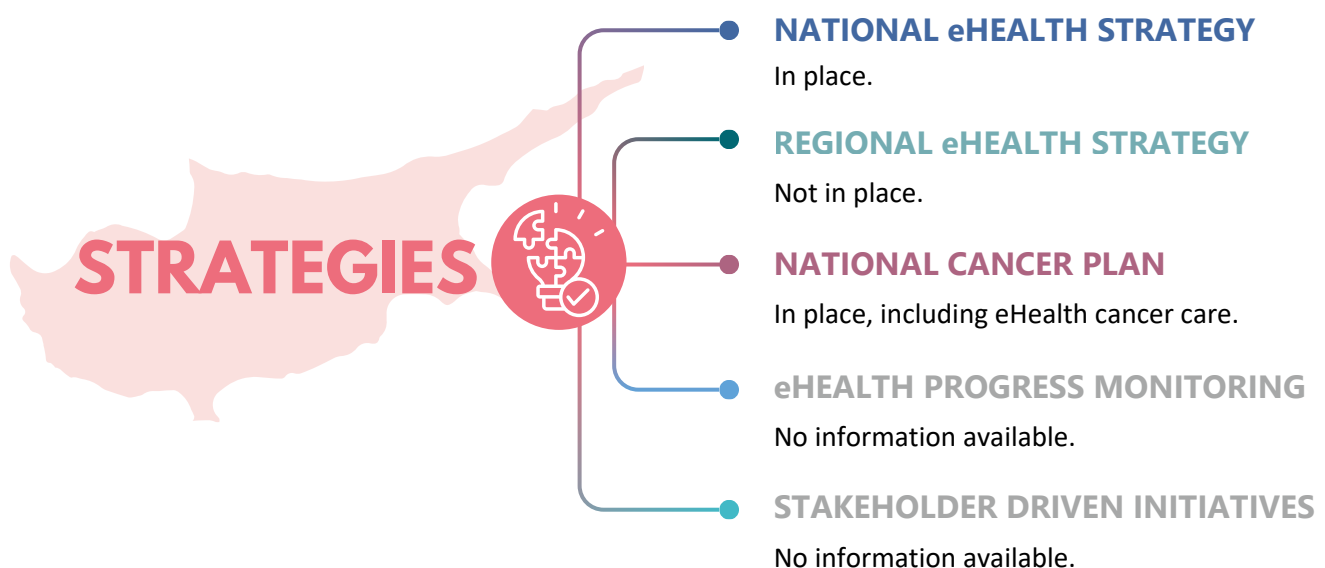 STRATEGIES
NATIONAL eHEALTH STRATEGY
In place.
REGIONAL eHEALTH STRATEGY
Not in place.
NATIONAL CANCER PLAN
In place, including eHealth cancer care.
eHEALTH PROGRESS MONITORING
No information available.
STAKEHOLDER DRIVEN INITIATIVES
No information available.